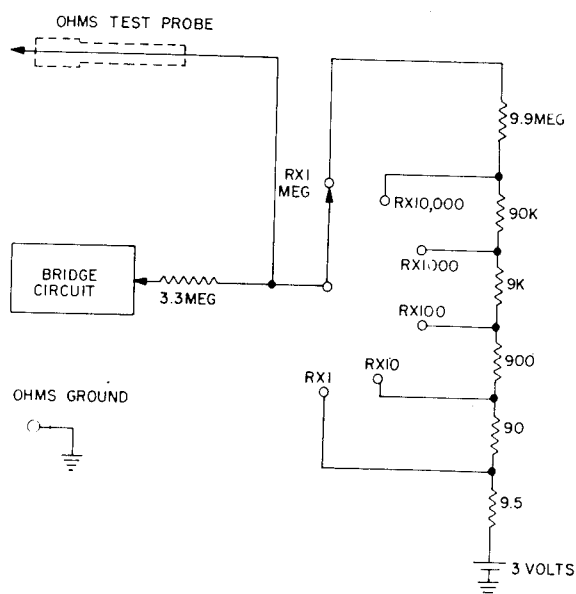 OHMS TEST PROBE
9.9MEG
RX1
MEG
RX10,000
90K
BRIDGE
CIRCUIT
3.3MEG
RX1000
9K
RX100
900
RX1
RX10
OHMS GROUND
90
9.5
3 VOLTS